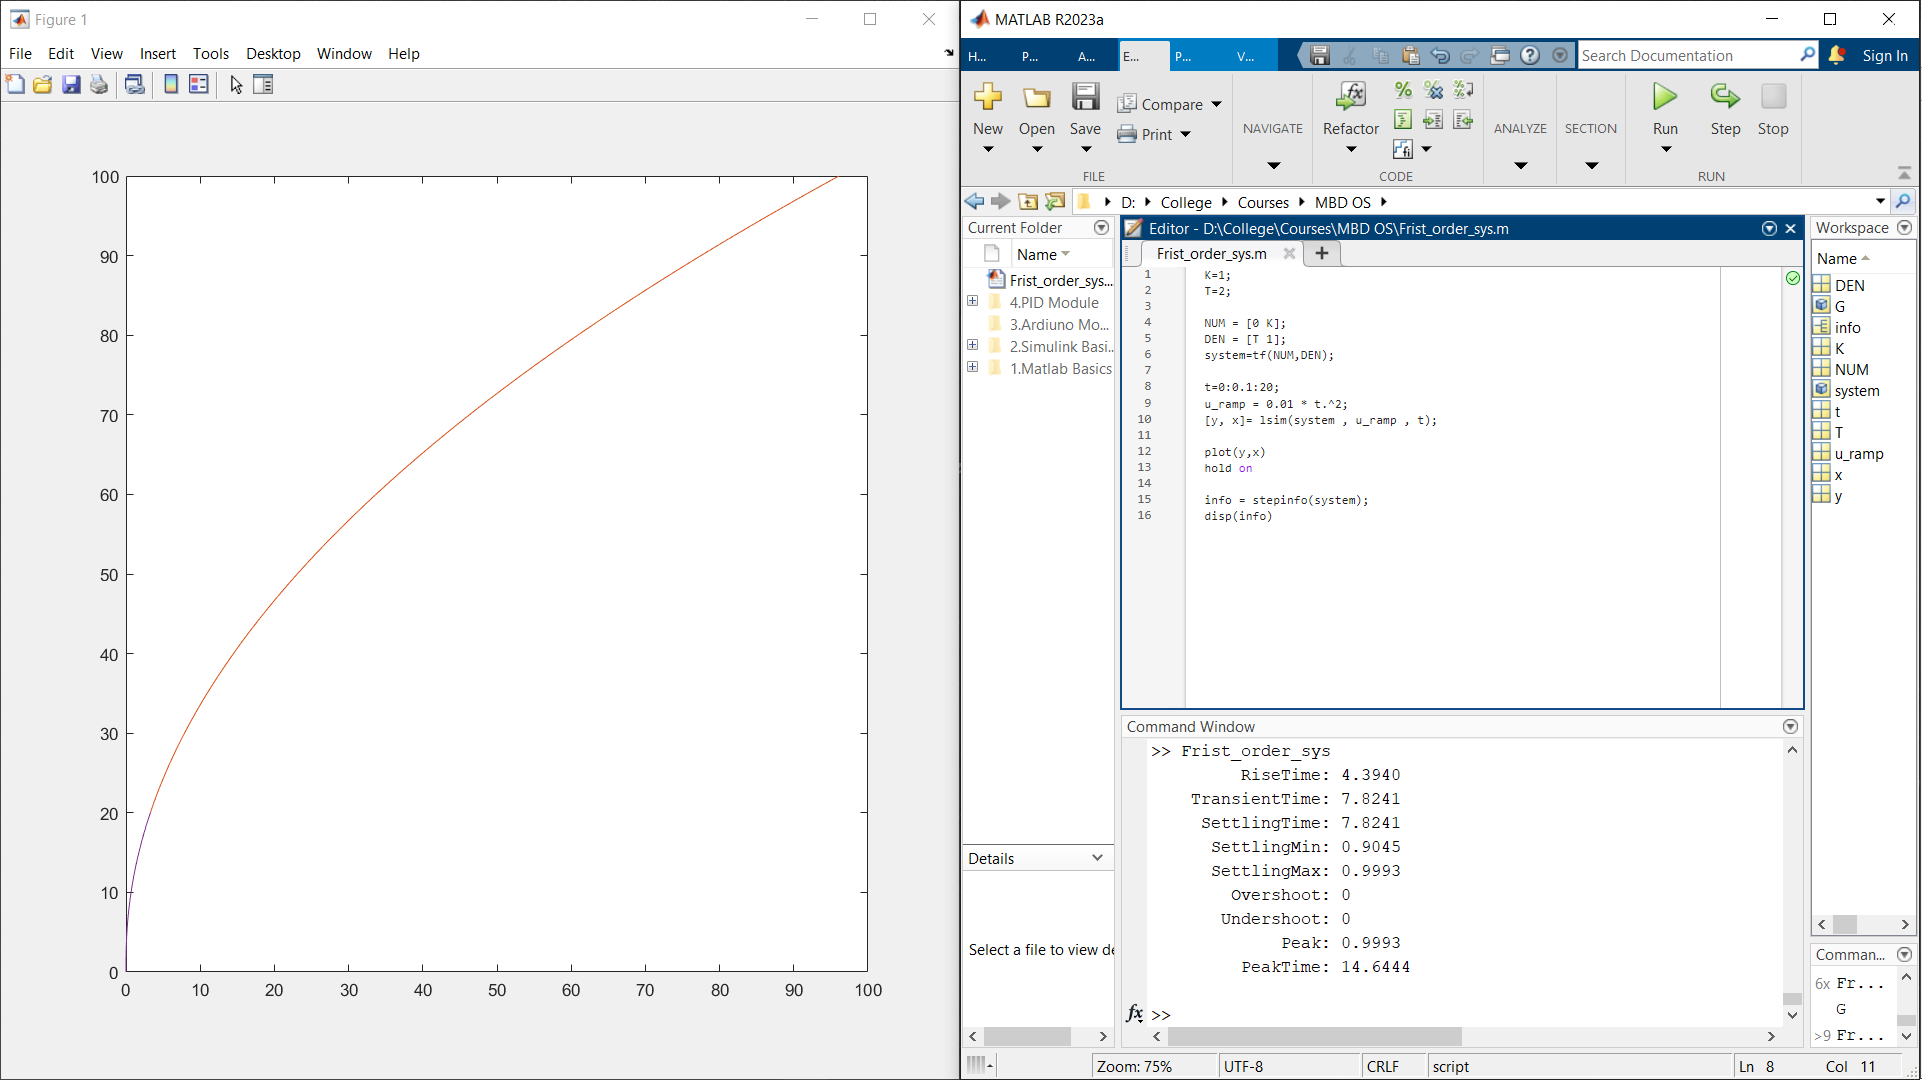 Figure 1
File Edit View Insert Tools Desktop Window Help
100
90
80
70
60
50
40
30
20
10
0
0 10 20 30 40 50 60 70 80 90 100
MATLAB R2023a
H... P... A... E... P... V...
Search Documentation
Sign In
New Open Save
Compare
Print
FILE
NAVIGATE
Refactor
CODE
ANALYZE
SECTION
Run Step Stop
RUN
D: College Courses MBD OS
Current Folder
Name
Frist_order_sys...
4.PID Module
3.Ardiuno Mo...
2.Simulink Basi...
1.Matlab Basics
Details
Select a file to view de
Editor - D:\College\Courses\MBD OS\Frist_order_sys.m
Frist_order_sys.m
1 K=1;
2 T=2;
3
4 NUM = [0 K];
5 DEN = [T 1];
6 system=tf(NUM,DEN);
7
8 t=0:0.1:20;
9 u_ramp = 0.01 * t.^2;
10 [y, x]= lsim(system , u_ramp , t);
11
12 plot(y,x)
13 hold on
14
15 info = stepinfo(system);
16 disp(info)
Command Window
>> Frist_order_sys
RiseTime: 4.3940
TransientTime: 7.8241
SettlingTime: 7.8241
SettlingMin: 0.9045
SettlingMax: 0.9993
Overshoot: 0
Undershoot: 0
Peak: 0.9993
PeakTime: 14.6444
fx >>
Workspace
Name
DEN
G
info
K
NUM
system
t
T
u_ramp
x
y
Comman...
6x Fr...
G
>9 Fr...
Zoom: 75% UTF-8 CRLF script Ln 8 Col 11